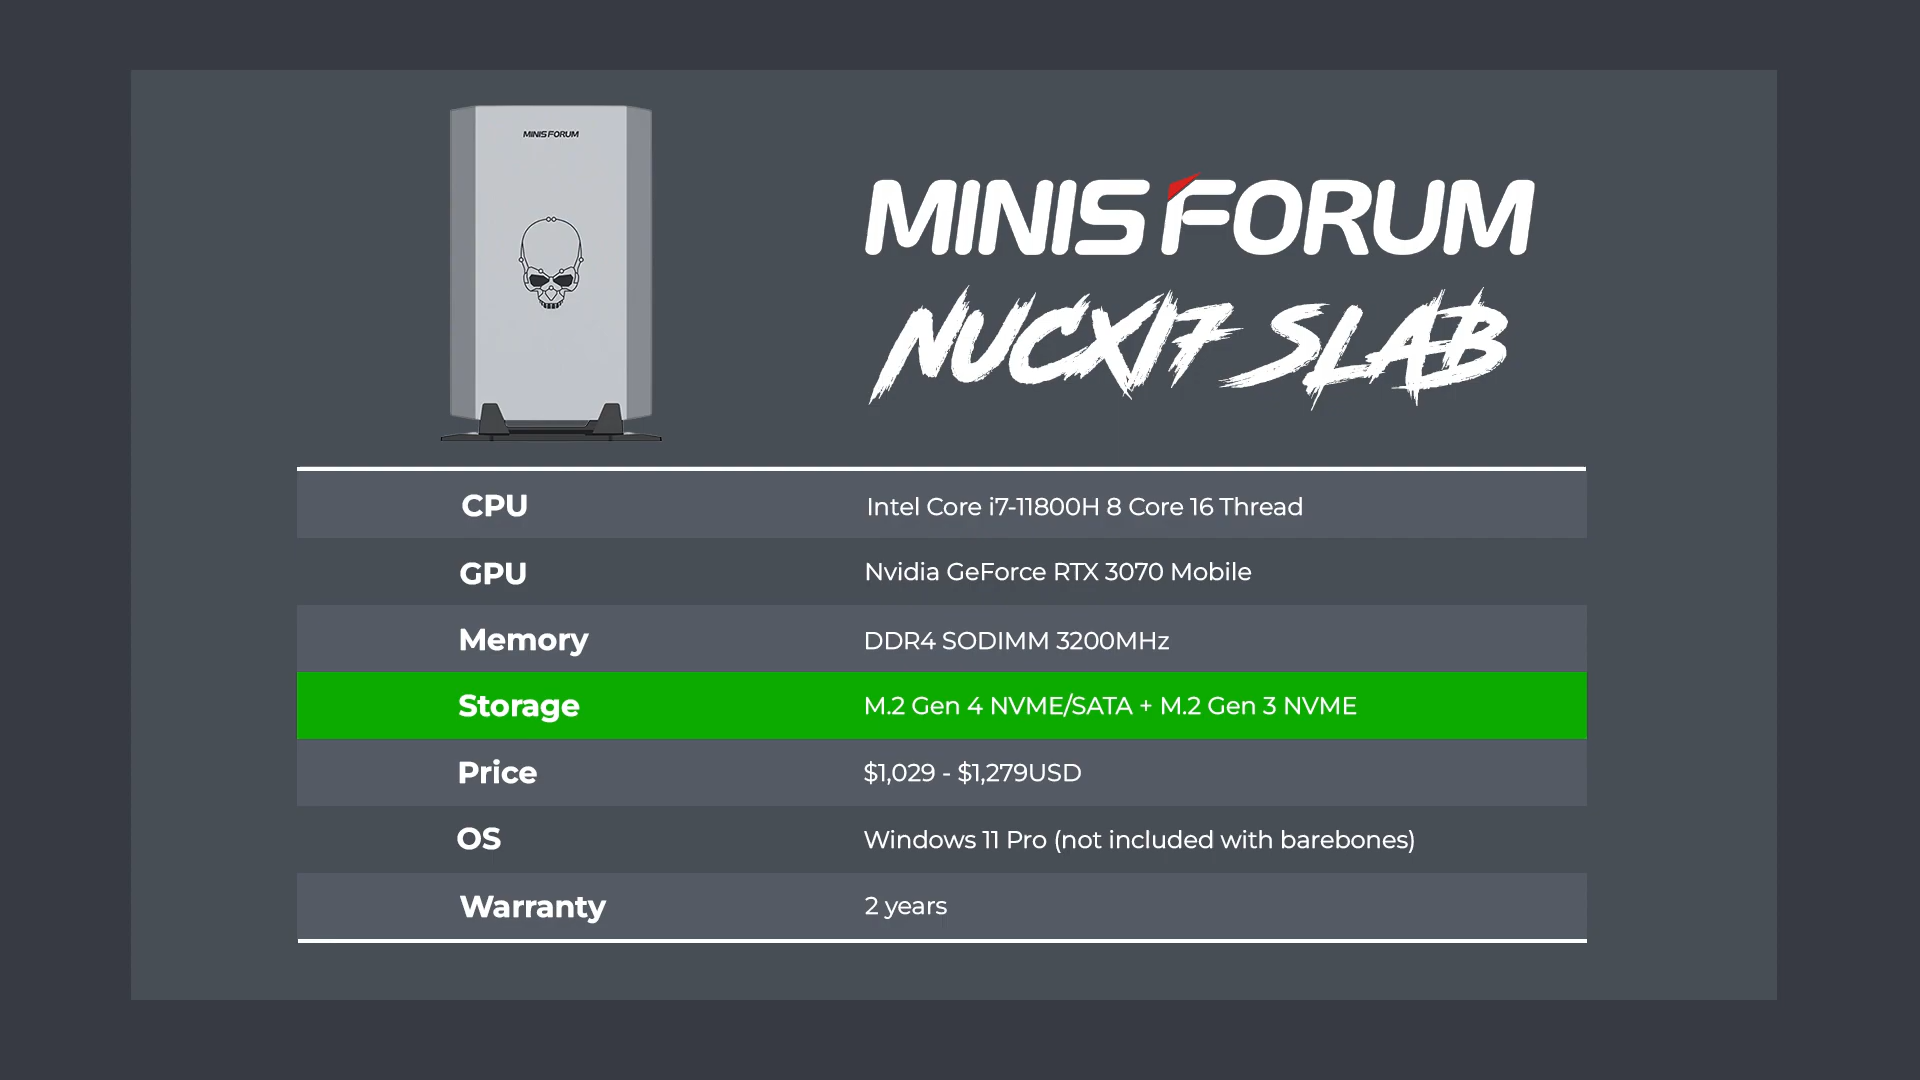 MINISFORUM
MINISFORUM
NUCXI7 SLAB
CPU Intel Core i7-11800H 8 Core 16 Thread
GPU Nvidia GeForce RTX 3070 Mobile
Memory DDR4 SODIMM 3200MHz
Storage M.2 Gen 4 NVME/SATA + M.2 Gen 3 NVME
Price $1,029 - $1,279USD
OS Windows 11 Pro (not included with barebones)
Warranty 2 years